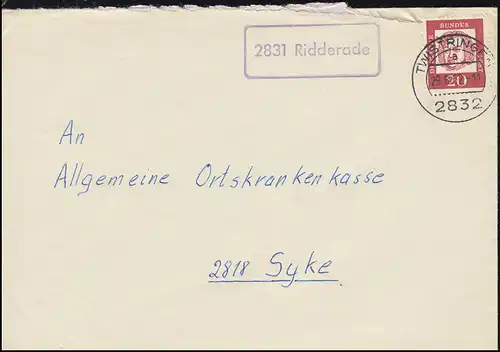 2831 Ridderade
BUNDES
20
TWISTRINGEN
a
2832
An
Allgemeine Ortskrankenkasse
2818 Syke